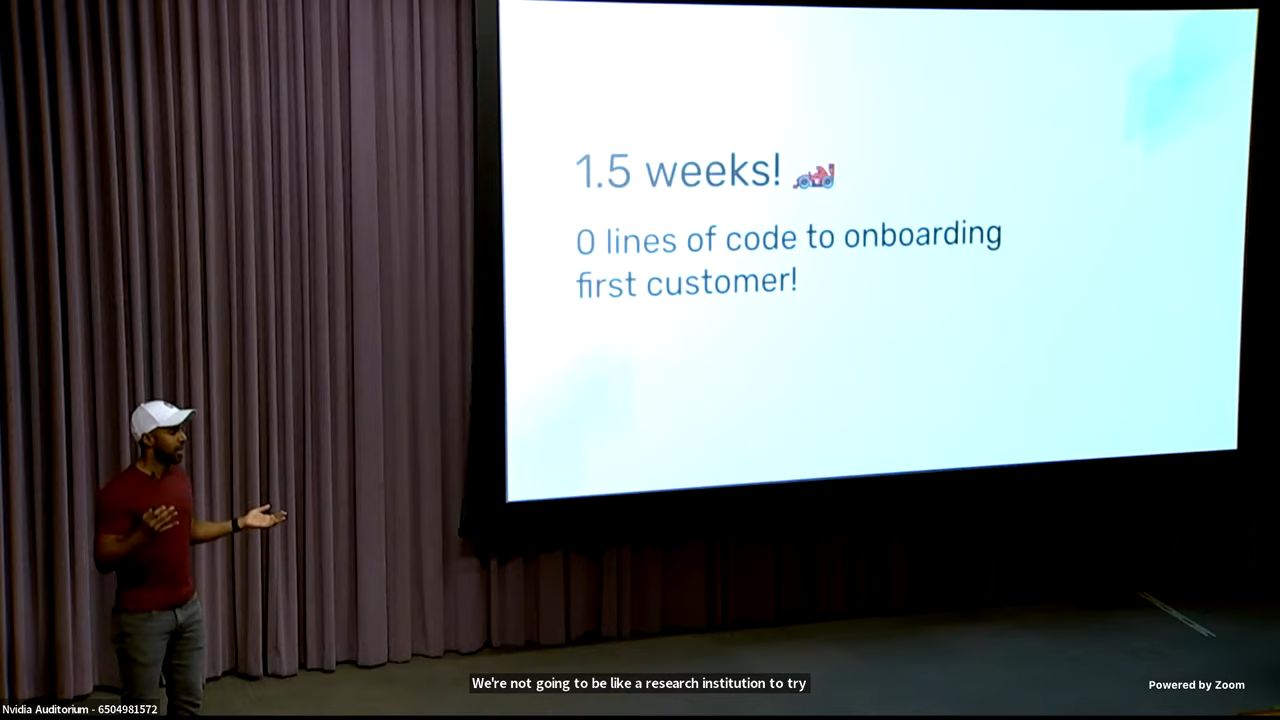 1.5 weeks! 🏎️
0 lines of code to onboarding
first customer!
We're not going to be like a research institution to try
Powered by Zoom
Nvidia Auditorium - 6504981572